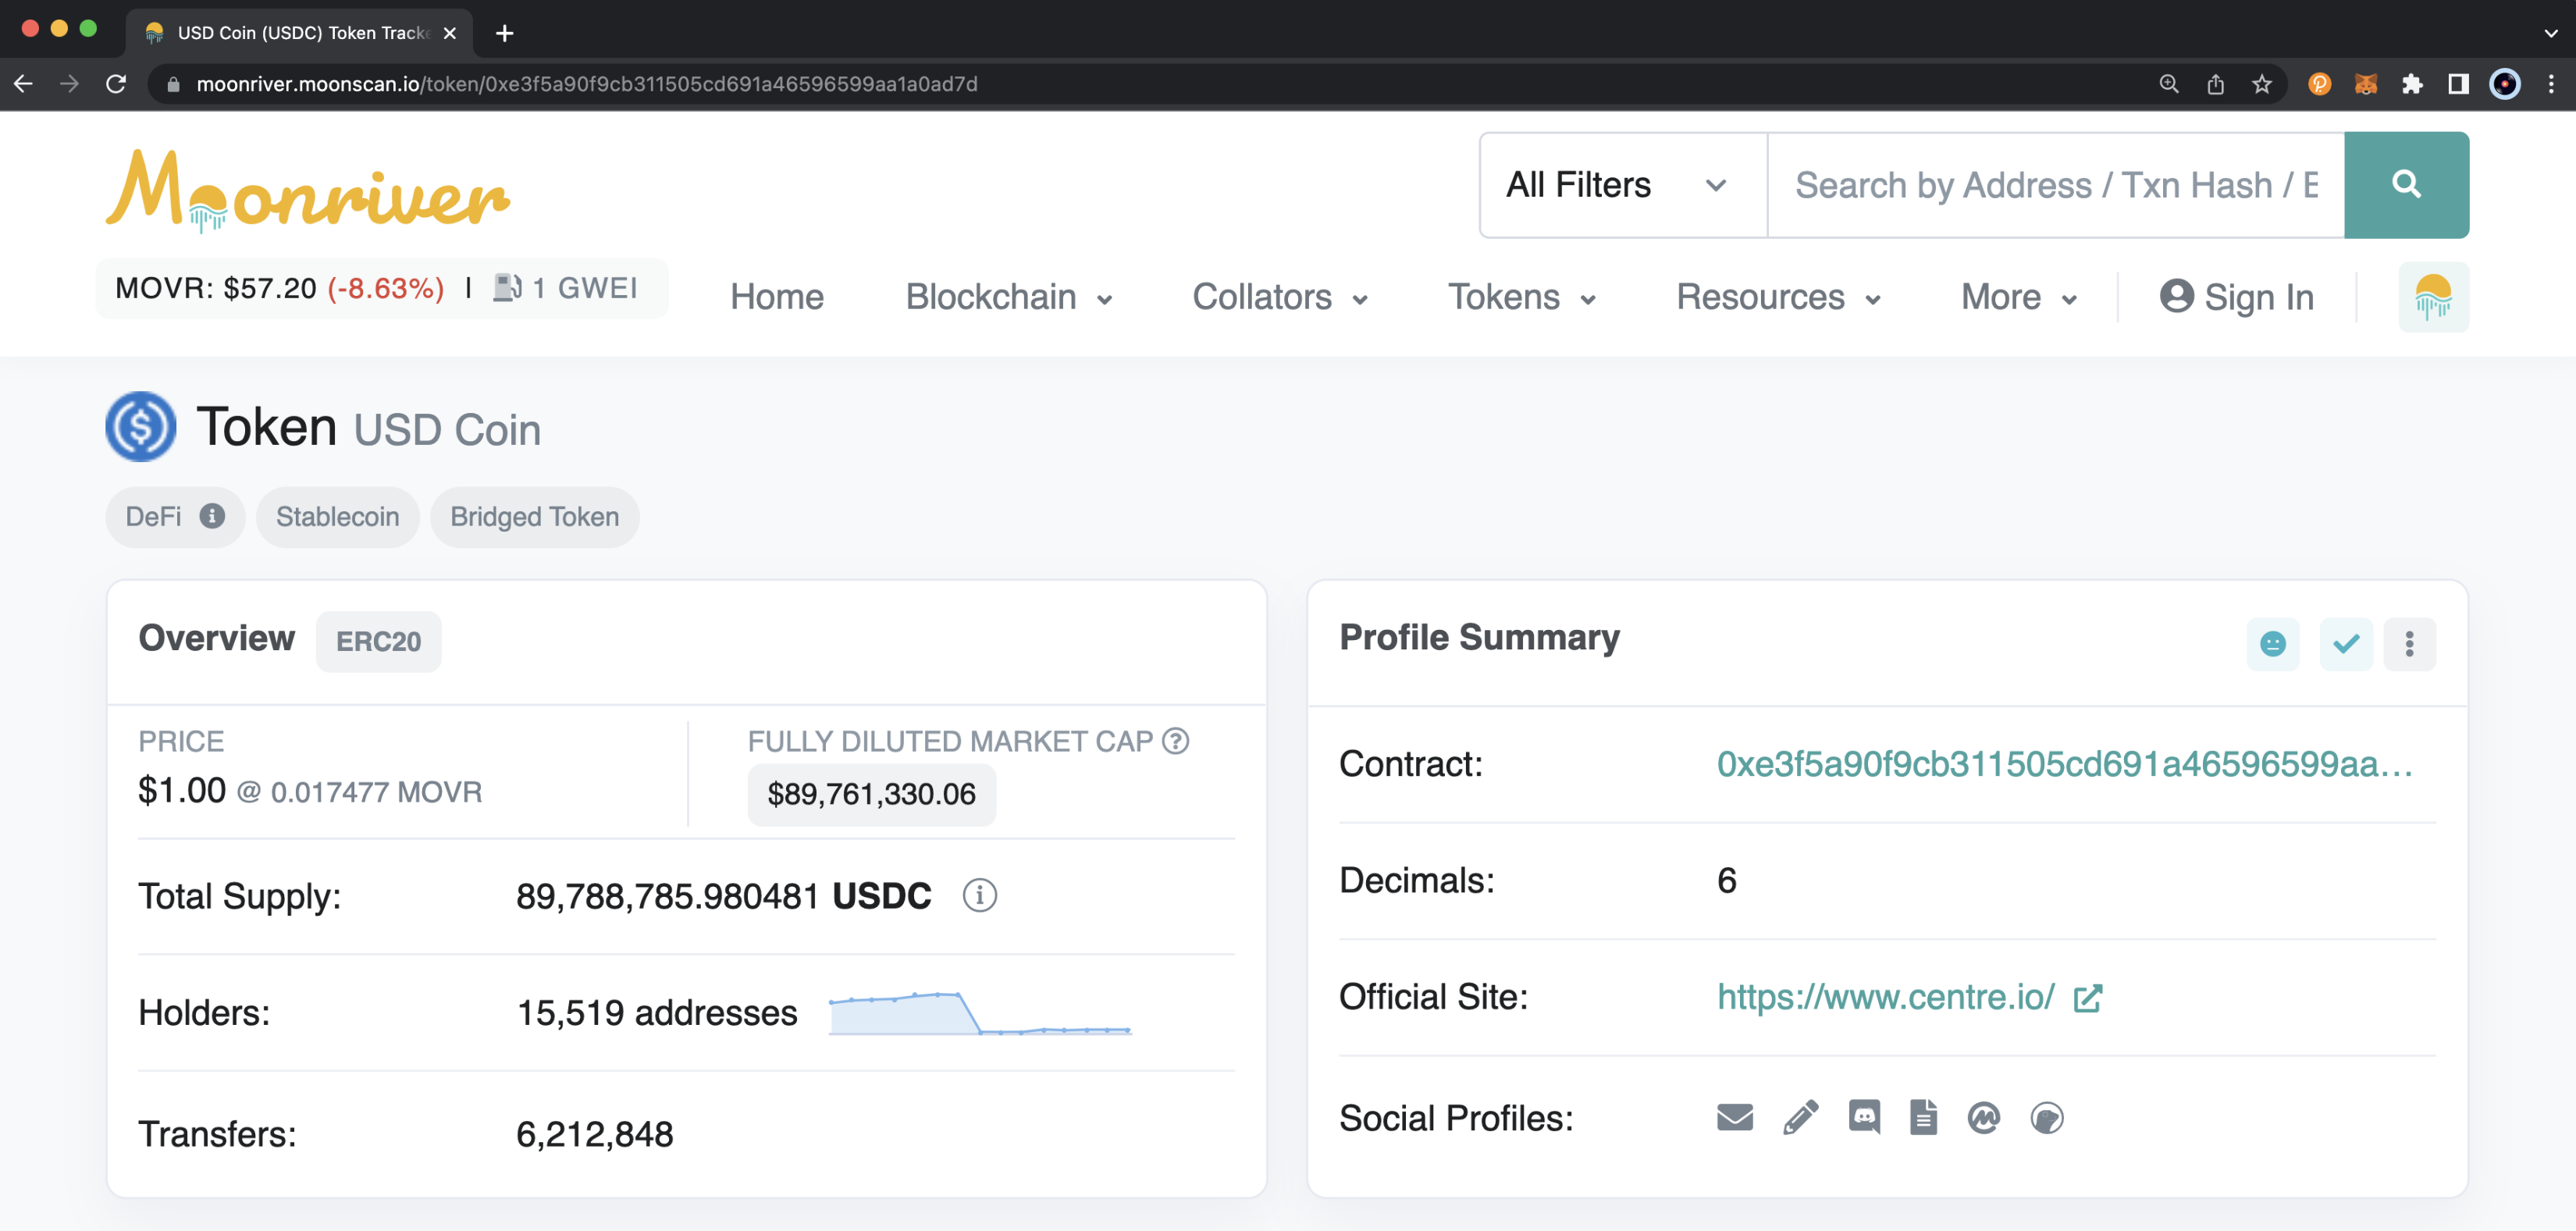 USD Coin (USDC) Token Tracke
moonriver.moonscan.io/token/0xe3f5a90f9cb311505cd691a46596599aa1a0ad7d
Moonriver
All Filters
Search by Address / Txn Hash / B
MOVR: $57.20 (-8.63%) | 1 GWEI
Home Blockchain Collators Tokens Resources More Sign In
Token USD Coin
DeFi Stablecoin Bridged Token
Overview ERC20
PRICE
$1.00 @ 0.017477 MOVR
FULLY DILUTED MARKET CAP
$89,761,330.06
Total Supply: 89,788,785.980481 USDC
Holders: 15,519 addresses
Transfers: 6,212,848
Profile Summary
Contract: 0xe3f5a90f9cb311505cd691a46596599aa...
Decimals: 6
Official Site: https://www.centre.io/
Social Profiles: